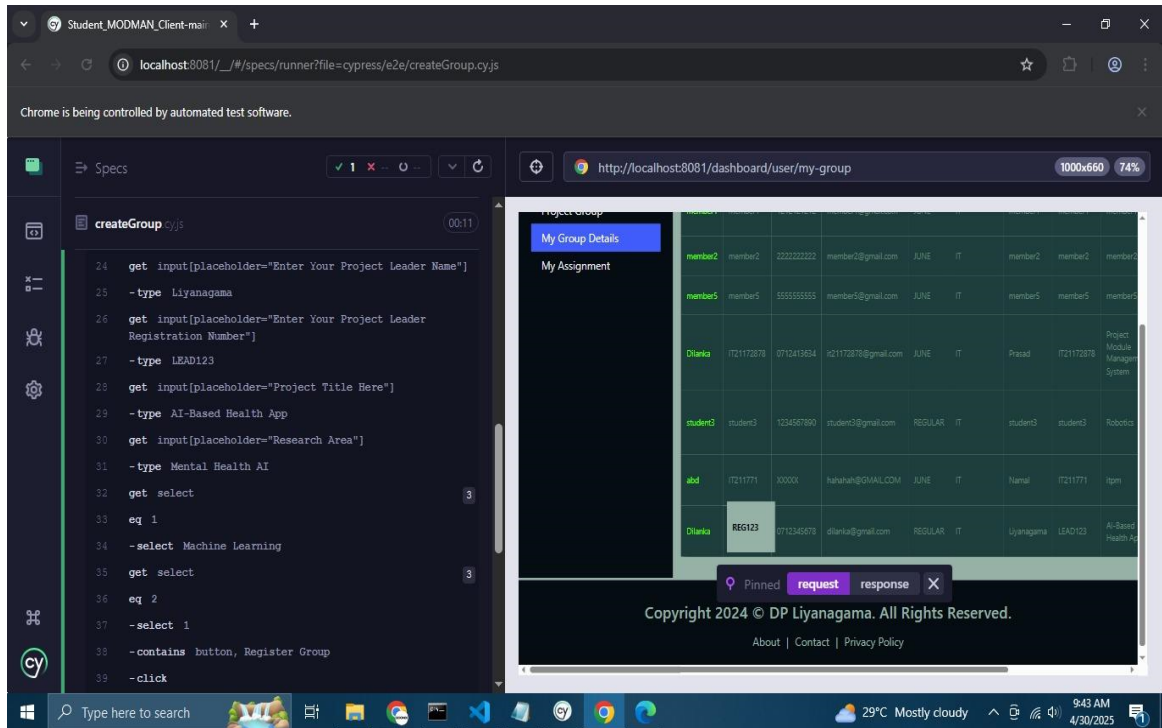 Student_MODMAN_Client-main
localhost:8081/__/#/specs/runner?file=cypress/e2e/createGroup.cy.js
Chrome is being controlled by automated test software.
Specs
1 -- --
http://localhost:8081/dashboard/user/my-group
1000x660 74%
createGroup.cy.js 00:11
24 get input[placeholder="Enter Your Project Leader Name"]
25 -type Liyanagama
26 get input[placeholder="Enter Your Project Leader
Registration Number"]
27 -type LEAD123
28 get input[placeholder="Project Title Here"]
29 -type AI-Based Health App
30 get input[placeholder="Research Area"]
31 -type Mental Health AI
32 get select 3
33 eq 1
34 -select Machine Learning
35 get select 3
36 eq 2
37 -select 1
38 -contains button, Register Group
39 -click
Project Group
My Group Details
My Assignment
member2 member2 2222222222 member2@gmail.com JUNE IT member2 member2 member2
member5 member5 5555555555 member5@gmail.com JUNE IT member5 member5 member5
Dilanka IT21172878 0712413634 it21172878@gmail.com JUNE IT Prasad IT21172878 Project
Module
Managem
System
student3 student3 1234567890 student3@gmail.com REGULAR IT student3 student3 Robotics
abd IT211771 XXXXX hahahah@GMAIL.COM JUNE IT Namal IT211771 itpm
Dilanka REG123 0712345678 dilanka@gmail.com REGULAR IT Liyanagama LEAD123 AI-Based
Health Ap
Pinned request response
Copyright 2024 © DP Liyanagama. All Rights Reserved.
About | Contact | Privacy Policy
cy
Type here to search
29°C Mostly cloudy
9:43 AM
4/30/2025